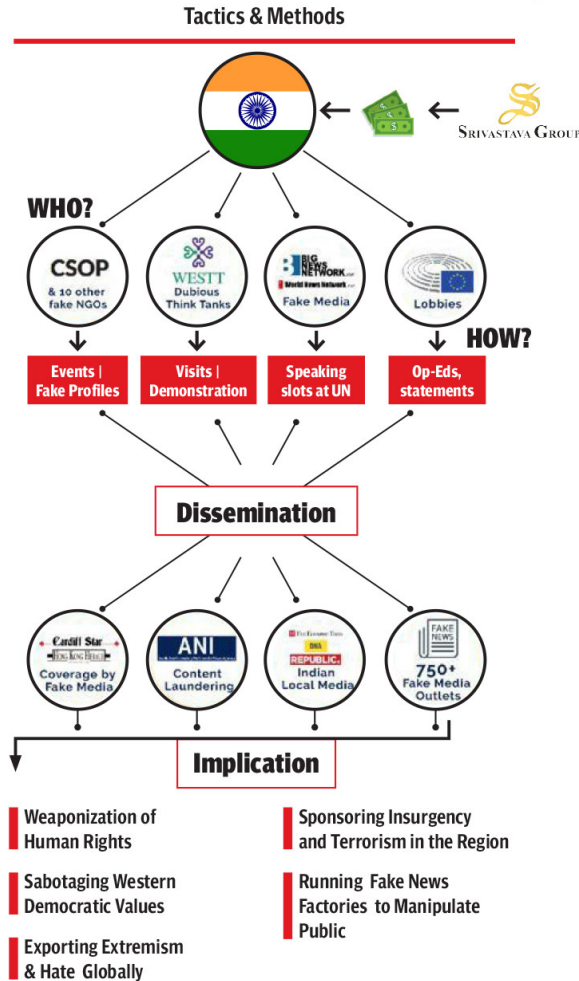 Tactics & Methods
S
SRIVASTAVA GROUP
WHO?
CSOP
& 10 other
fake NGOs
WESTT
Dubious
Think Tanks
BIG
NEWS
NETWORK
World News Network
Fake Media
Lobbies
HOW?
Events |
Fake Profiles
Visits |
Demonstration
Speaking
slots at UN
Op-Eds,
statements
Dissemination
Cardiff Star
HONG KONG HERALD
Coverage by
Fake Media
ANI
Content
Laundering
THE ECONOMIC TIMES
DNA
REPUBLIC.
Indian
Local Media
FAKE
NEWS
750+
Fake Media
Outlets
Implication
Weaponization of
Human Rights
Sabotaging Western
Democratic Values
Exporting Extremism
& Hate Globally
Sponsoring Insurgency
and Terrorism in the Region
Running Fake News
Factories to Manipulate
Public